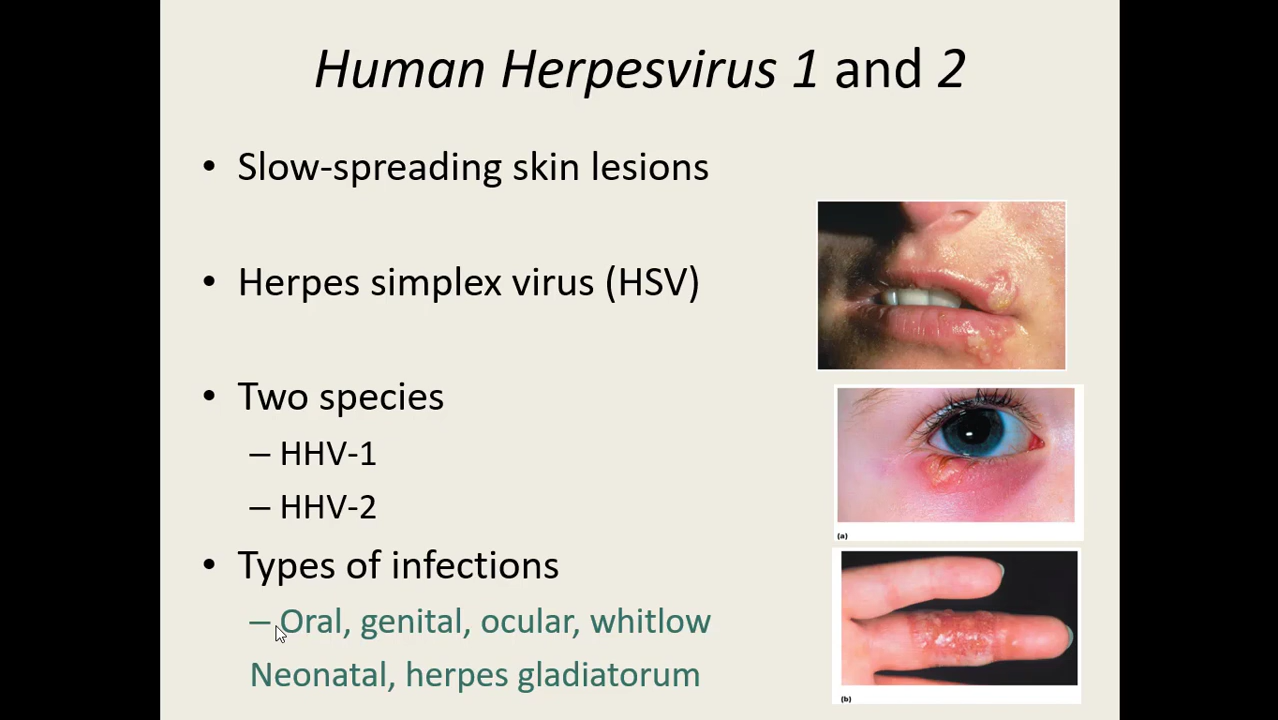 Human Herpesvirus 1 and 2
• Slow-spreading skin lesions
• Herpes simplex virus (HSV)
• Two species
– HHV-1
– HHV-2
• Types of infections
– Oral, genital, ocular, whitlow
Neonatal, herpes gladiatorum
(a)
(b)